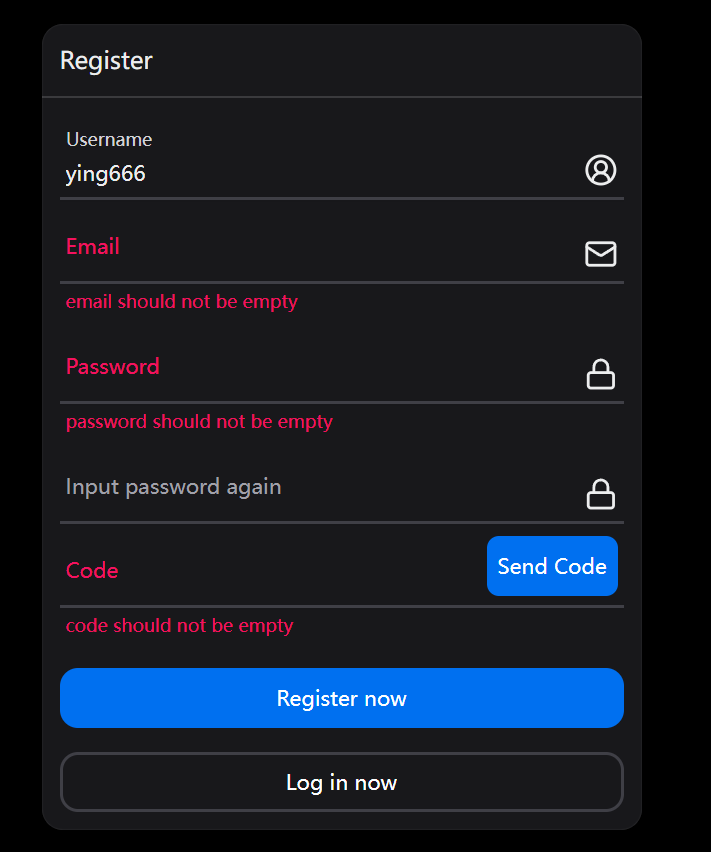 Register
Username
ying666
Email
email should not be empty
Password
password should not be empty
Input password again
Code
Send Code
code should not be empty
Register now
Log in now